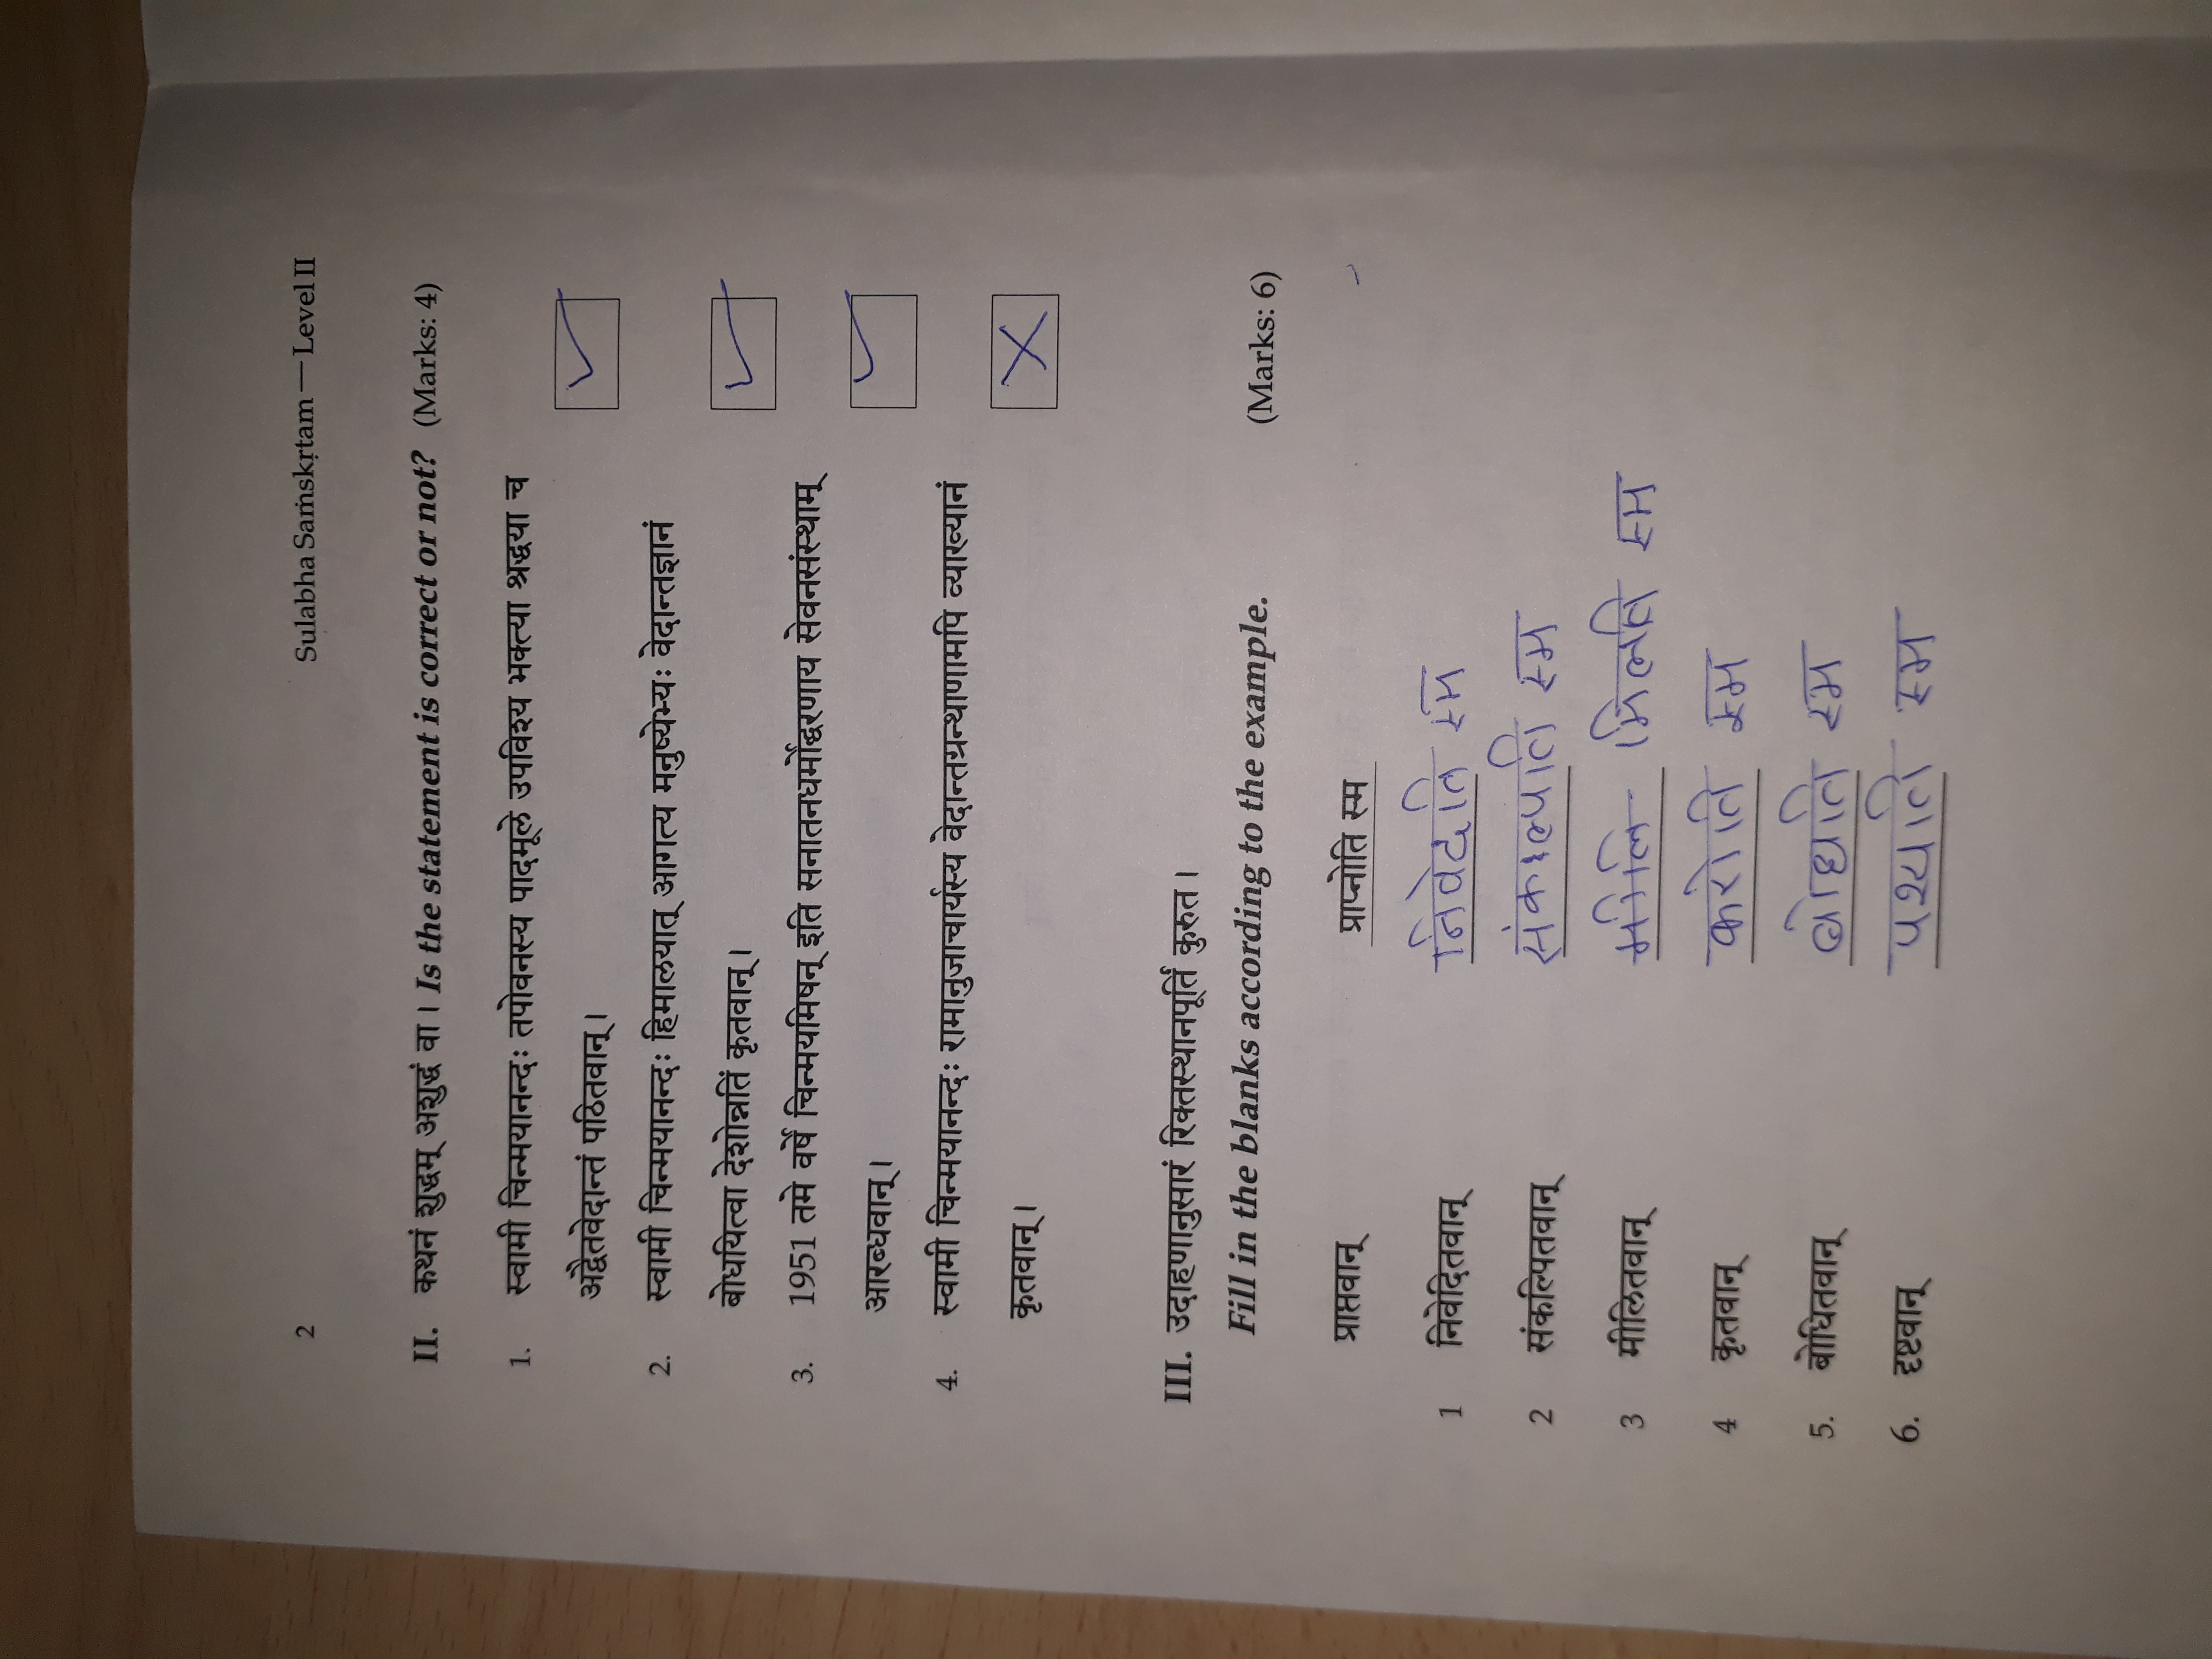 2 Sulabha Saṁskṛtam — Level II
II. कथनं शुद्धम् अशुद्धं वा । Is the statement is correct or not? (Marks: 4)
1. स्वामी चिन्मयानन्दः तपोवनस्य पादमूले उपविश्य भक्त्या श्रद्धया च
अद्वैतवेदान्तं पठितवान् । ✓
2. स्वामी चिन्मयानन्दः हिमालयात् आगत्य मनुष्येभ्यः वेदान्तज्ञानं
बोधयित्वा देशोन्नतिं कृतवान् । ✓
3. 1951 तमे वर्षे चिन्मयमिषन् इति सनातनधर्मोद्धरणाय सेवनसंस्थाम्
आरब्धवान् । ✓
4. स्वामी चिन्मयानन्दः रामानुजाचार्यस्य वेदान्तग्रन्थाणामपि व्याख्यानं
कृतवान् । X
III. उदाहणानुसारं रिक्तस्थानपूर्तिं कुरुत ।
Fill in the blanks according to the example. (Marks: 6)
प्राप्तवान् प्राप्नोति स्म
1 निवेदितवान् निवेदति स्म
2 संकल्पितवान् संकल्पति स्म
3 मीलितवान् मीलि मिलति स्म
4 कृतवान् करोति स्म
5. बोधितवान् बोधति स्म
6. दृष्टवान् पश्यति स्म